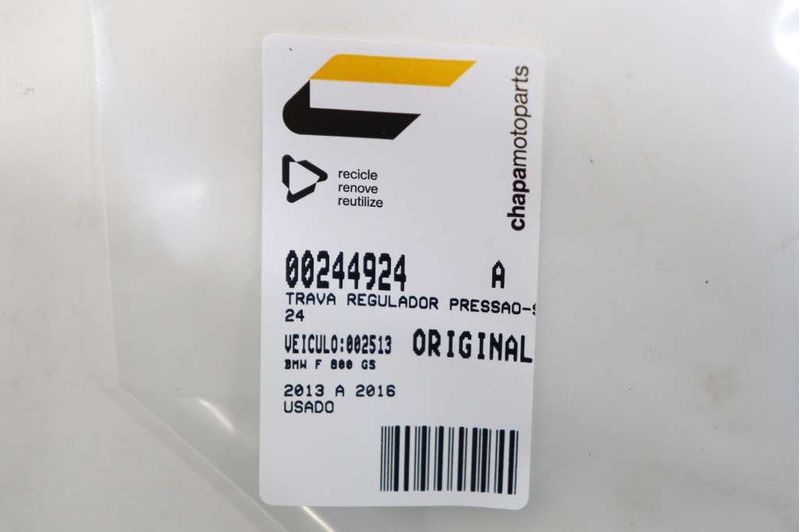 chapamotoparts
recicle
renove
reutilize
00244924 A
TRAVA REGULADOR PRESSAO-
24
VEICULO:002513 ORIGINAL
BMW F 800 GS
2013 A 2016
USADO